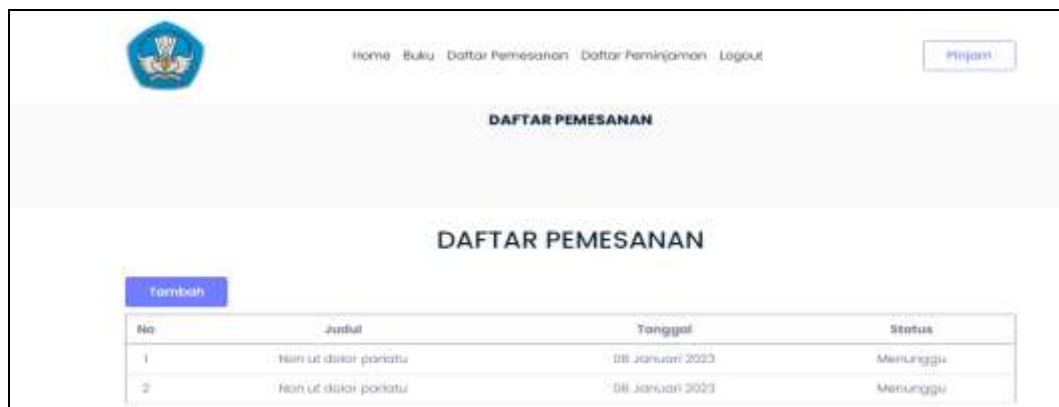 Home Buku Daftar Pemesanan Daftar Peminjaman Logout Pinjam
DAFTAR PEMESANAN
DAFTAR PEMESANAN
Tambah
No Judul Tanggal Status
1 Non ut dolor pariatu 08 Januari 2023 Menunggu
2 Non ut dolor pariatu 08 Januari 2023 Menunggu